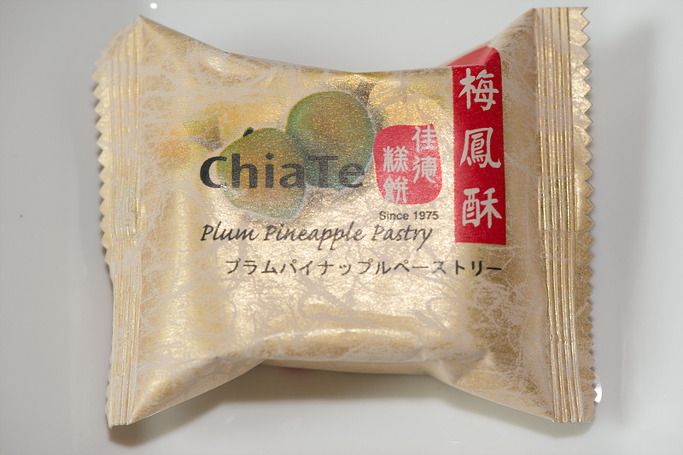 梅鳳酥
ChiaTe
佳德
糕餅
Since 1975
Plum Pineapple Pastry
プラムパイナップルペーストリー